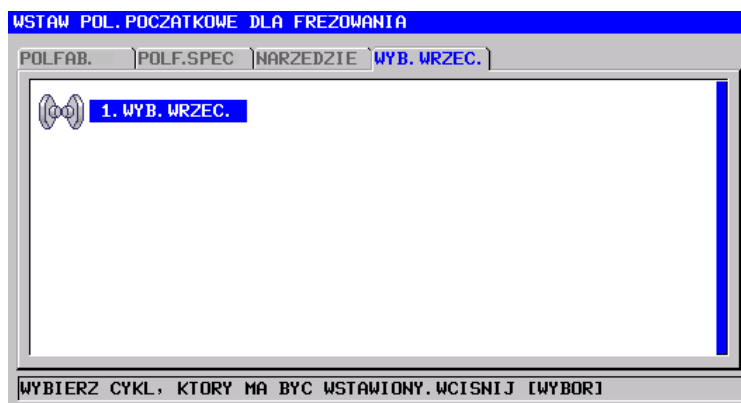 WSTAW POL.POCZATKOWE DLA FREZOWANIA
POLFAB. POLF.SPEC NARZEDZIE WYB.WRZEC.
1.WYB.WRZEC.
WYBIERZ CYKL, KTORY MA BYC WSTAWIONY.WCISNIJ [WYBOR]